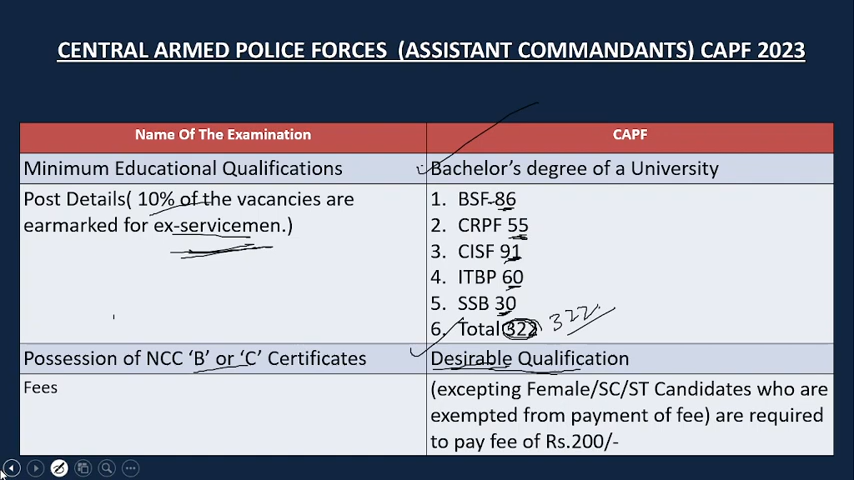 CENTRAL ARMED POLICE FORCES (ASSISTANT COMMANDANTS) CAPF 2023
Name Of The Examination
CAPF
Minimum Educational Qualifications
Bachelor's degree of a University
Post Details( 10% of the vacancies are
earmarked for ex-servicemen.)
1. BSF-86
2. CRPF 55
3. CISF 91
4. ITBP 60
5. SSB 30
6. Total 322
322
Possession of NCC ‘B’ or ‘C’ Certificates
Desirable Qualification
Fees
(excepting Female/SC/ST Candidates who are
exempted from payment of fee) are required
to pay fee of Rs.200/-